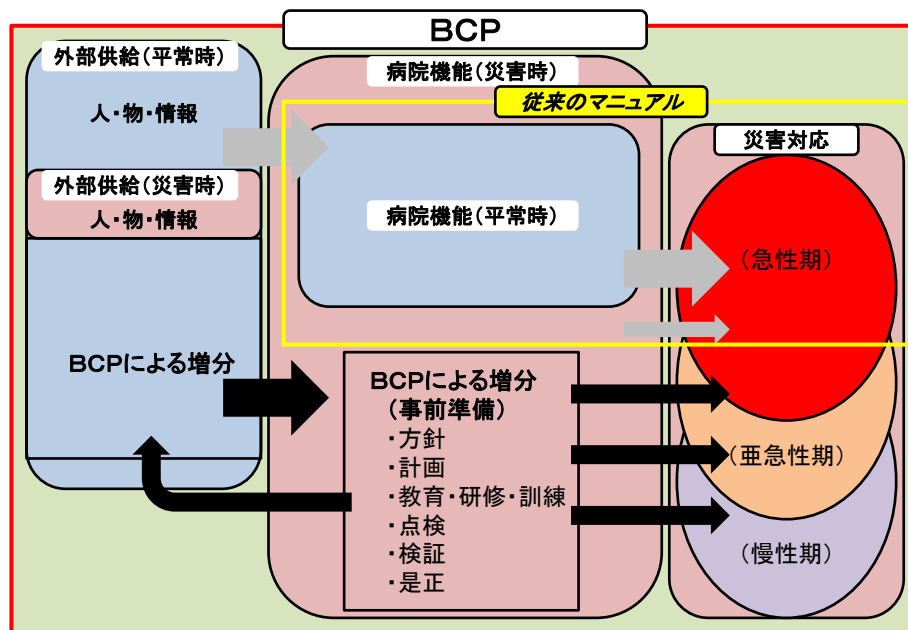 BCP
外部供給（平常時）
人・物・情報
外部供給（災害時）
人・物・情報
BCPによる増分
病院機能（災害時）
従来のマニュアル
病院機能（平常時）
BCPによる増分
（事前準備）
・方針
・計画
・教育・研修・訓練
・点検
・検証
・是正
災害対応
（急性期）
（亜急性期）
（慢性期）